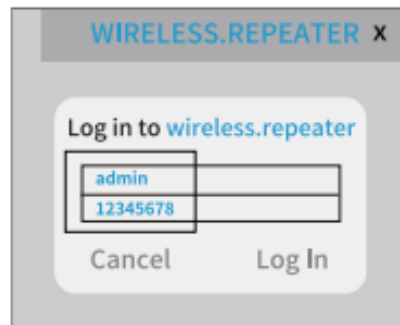 WIRELESS.REPEATER x
Log in to wireless.repeater
admin
12345678
Cancel Log In